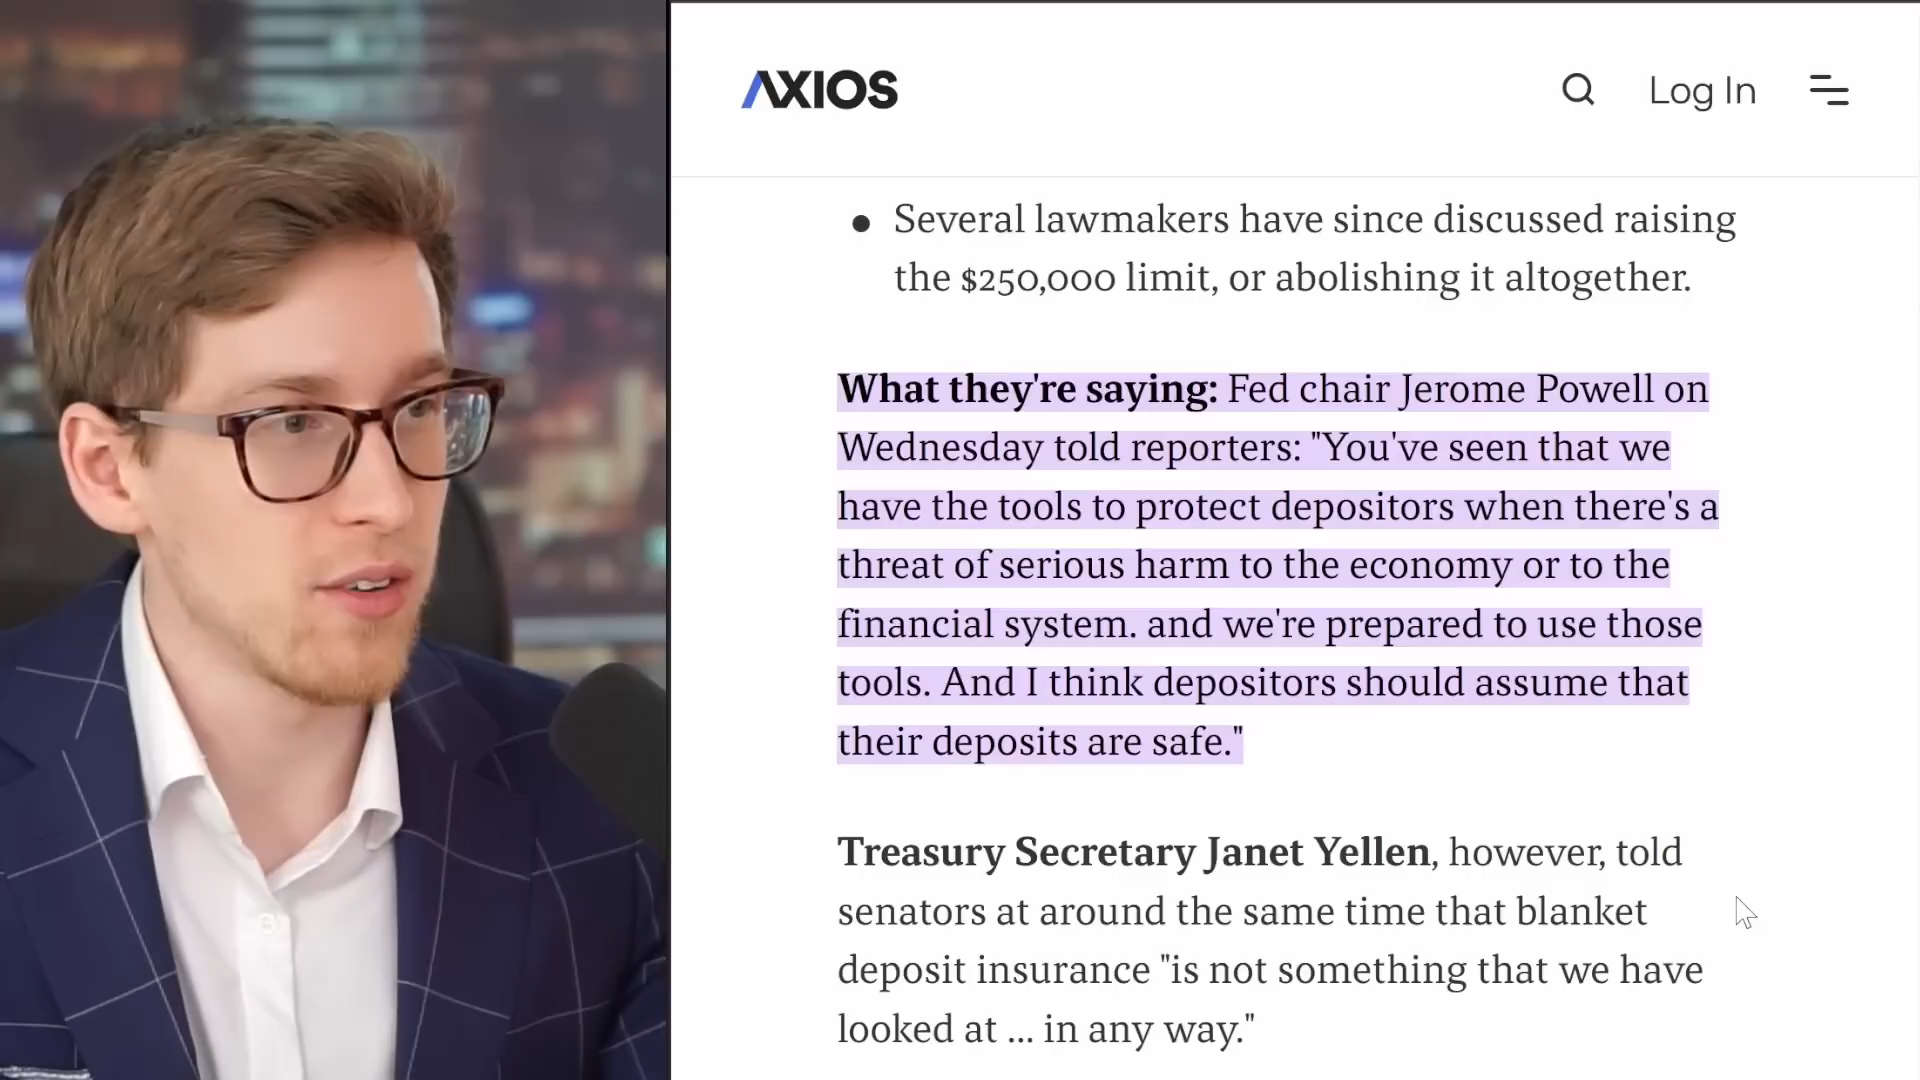 AXIOS
Log In
• Several lawmakers have since discussed raising
the $250,000 limit, or abolishing it altogether.
What they're saying: Fed chair Jerome Powell on
Wednesday told reporters: "You've seen that we
have the tools to protect depositors when there's a
threat of serious harm to the economy or to the
financial system. and we're prepared to use those
tools. And I think depositors should assume that
their deposits are safe."
Treasury Secretary Janet Yellen, however, told
senators at around the same time that blanket
deposit insurance "is not something that we have
looked at ... in any way."